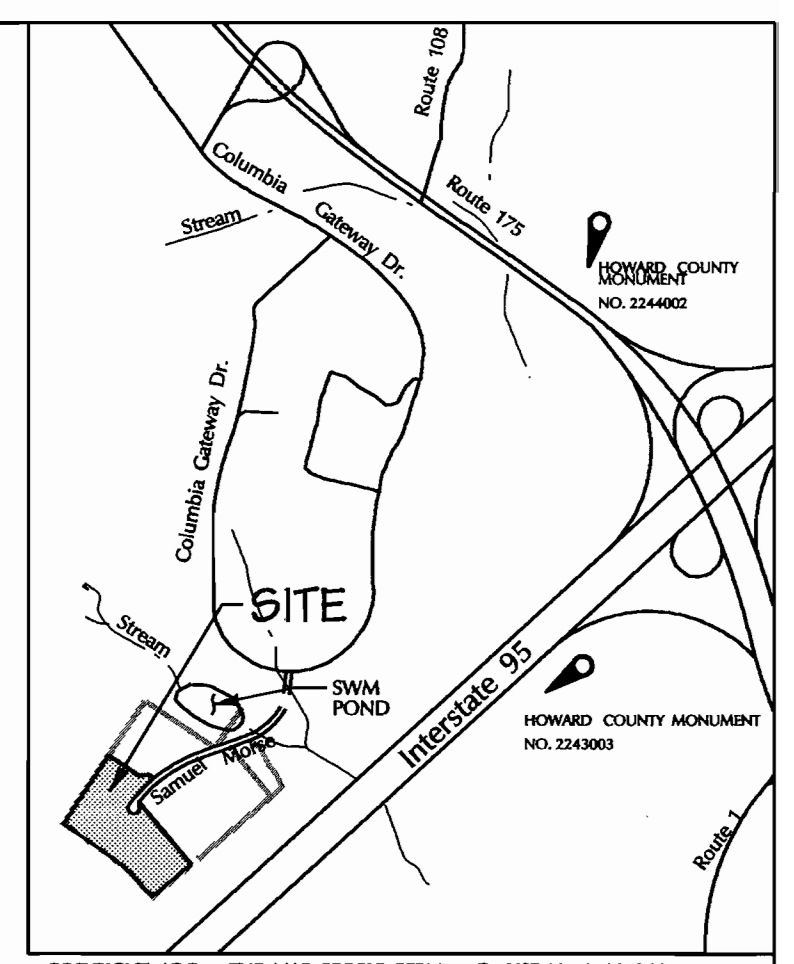 Route 108
Columbia
Gateway Dr.
Route 175
Stream
HOWARD COUNTY
MONUMENT
NO. 2244002
Columbia Gateway Dr.
SITE
Stream
SWM
POND
Interstate 95
HOWARD COUNTY MONUMENT
NO. 2243003
Samuel Morse
Route 1